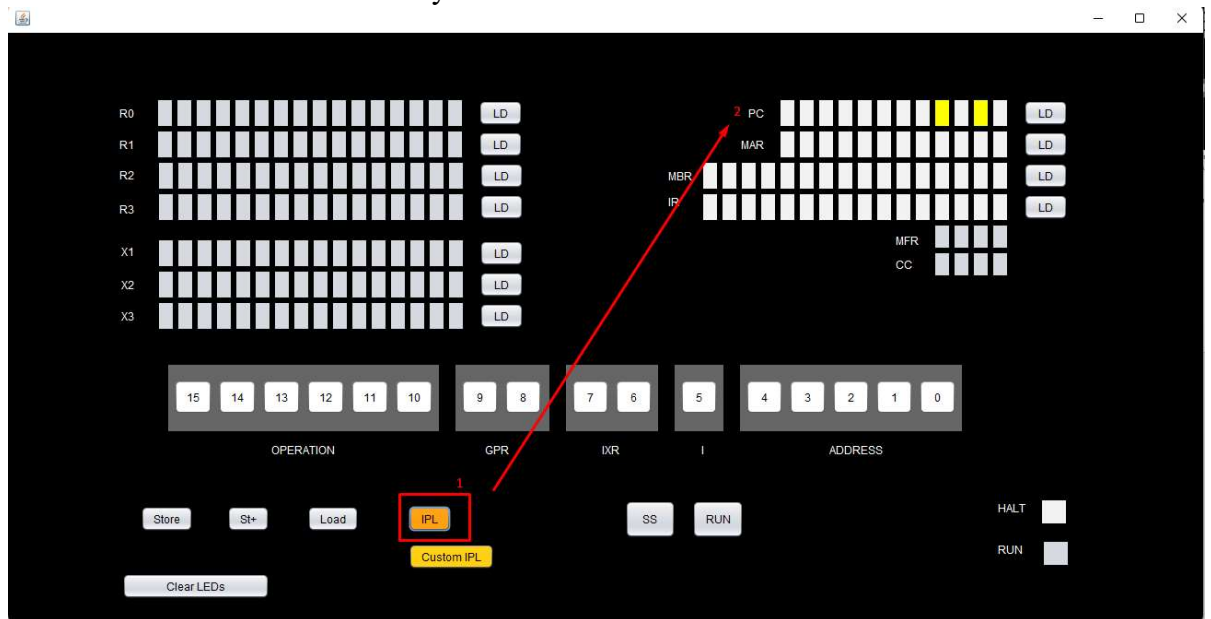 y
R0 LD 2 PC LD
R1 LD MAR LD
R2 LD MBR LD
R3 LD IR LD
MFR
X1 LD
CC
X2 LD
X3 LD
15 14 13 12 11 10 9 8 7 6 5 4 3 2 1 0
OPERATION GPR IXR I ADDRESS
1
Store St+ Load IPL SS RUN HALT
Custom IPL RUN
Clear LEDs